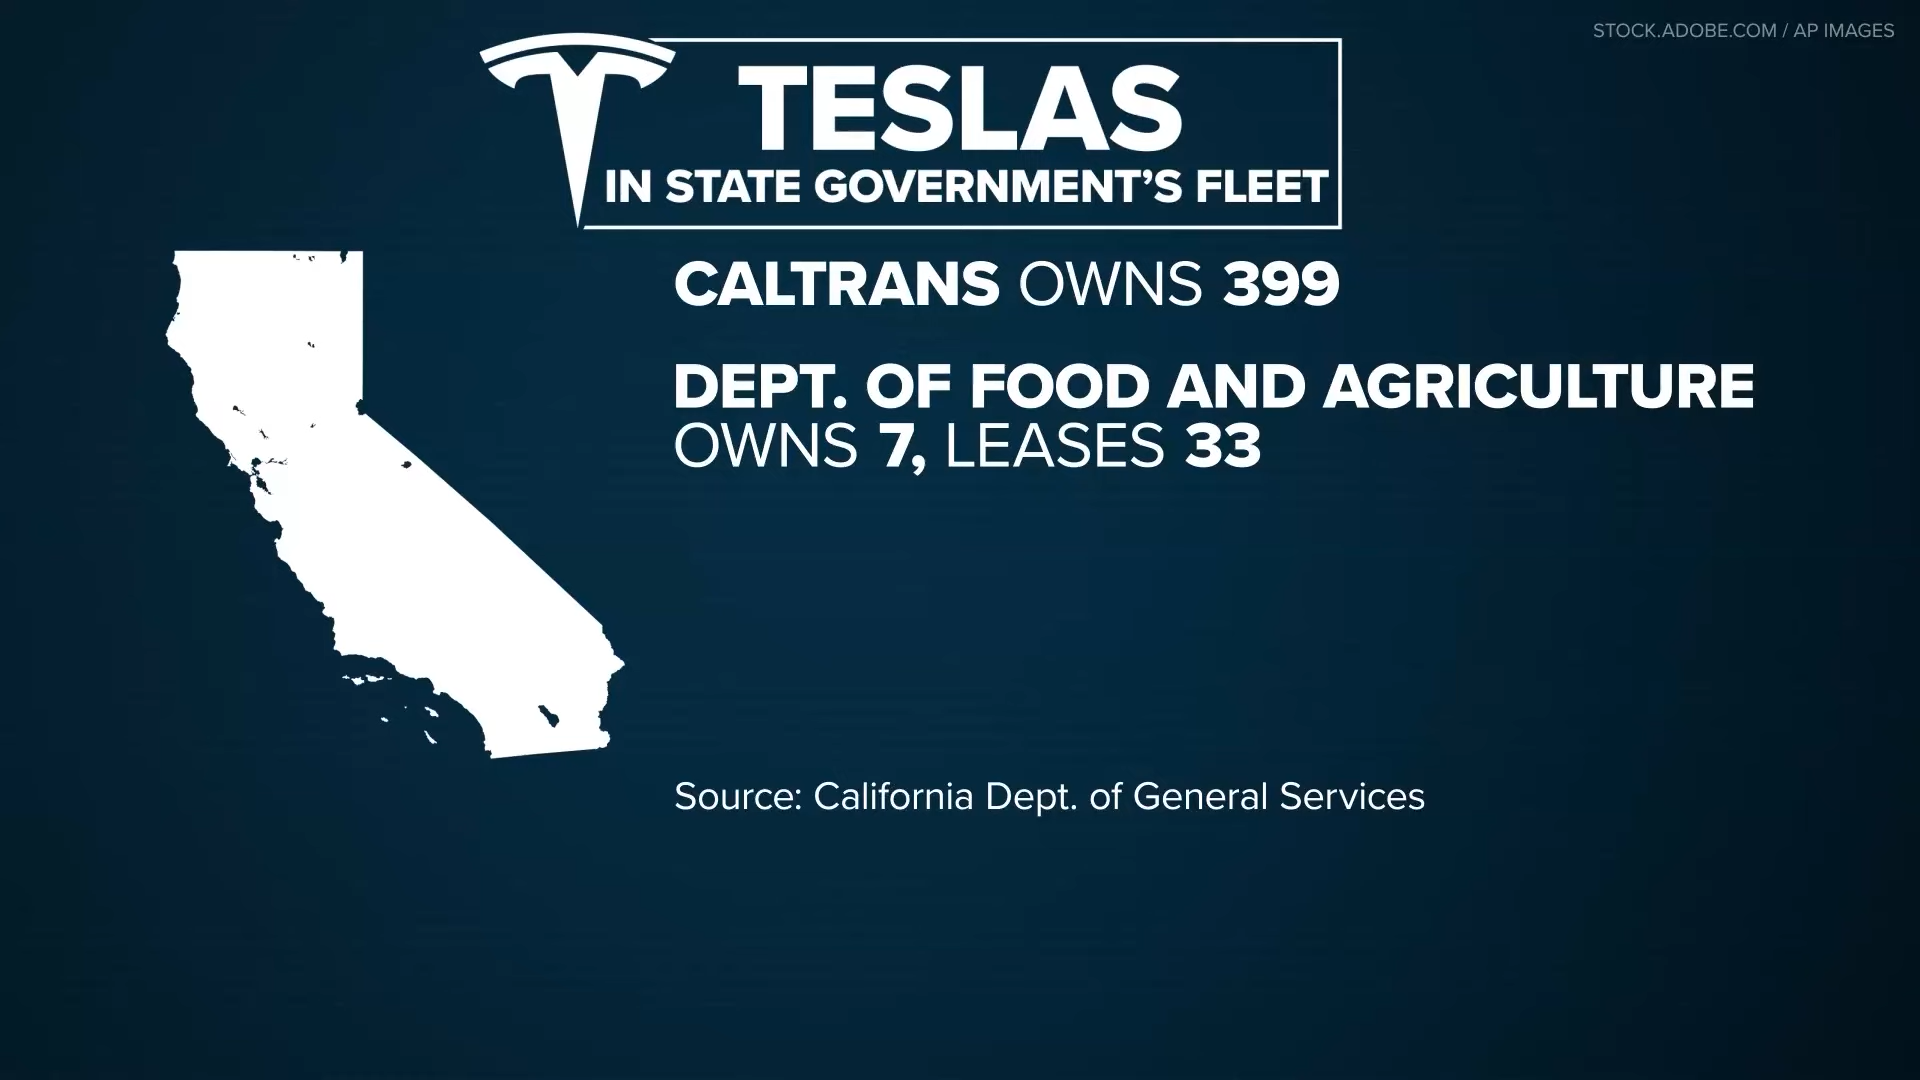 STOCK.ADOBE.COM / AP IMAGES
TESLAS
IN STATE GOVERNMENT’S FLEET
CALTRANS OWNS 399
DEPT. OF FOOD AND AGRICULTURE
OWNS 7, LEASES 33
Source: California Dept. of General Services